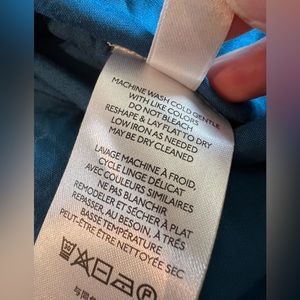 MACHINE WASH COLD GENTLE
WITH LIKE COLORS
DO NOT BLEACH
RESHAPE & LAY FLAT TO DRY
LOW IRON AS NEEDED
MAY BE DRY CLEANED
LAVAGE MACHINE À FROID,
CYCLE LINGE DÉLICAT
AVEC COULEURS SIMILAIRES
NE PAS BLANCHIR
REMODELER ET SÉCHER À PLAT
REPASSER, AU BESOIN, À TRÉS
BASSE TEMPÉRATURE
PEUT-ÊTRE ÊTRE NETTOYÉE SEC